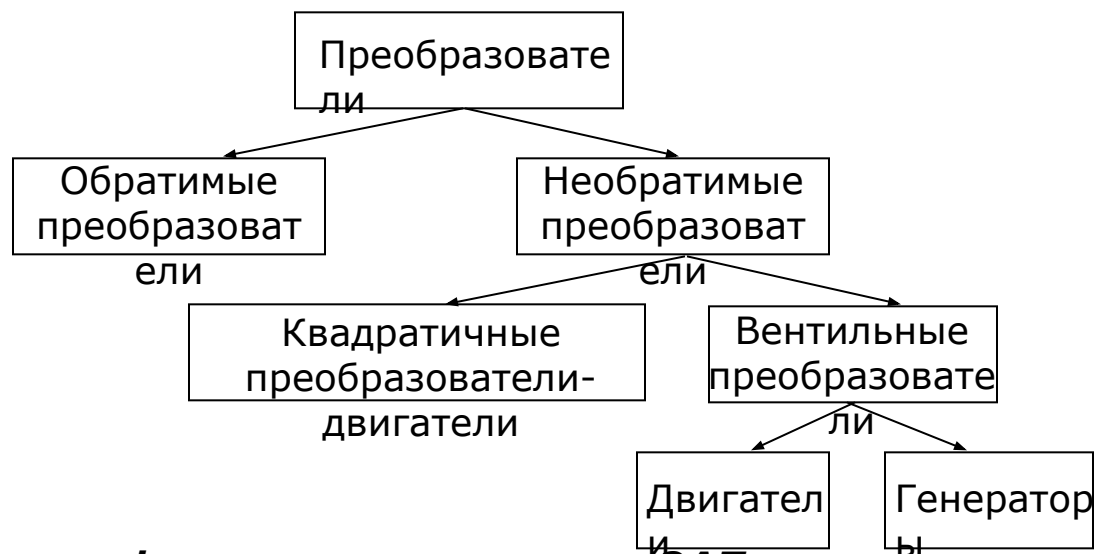 Преобразовате
ли
Обратимые
преобразоват
ели
Необратимые
преобразоват
ели
Квадратичные
преобразователи-
двигатели
Вентильные
преобразовате
ли
Двигател
и
Генератор
ы